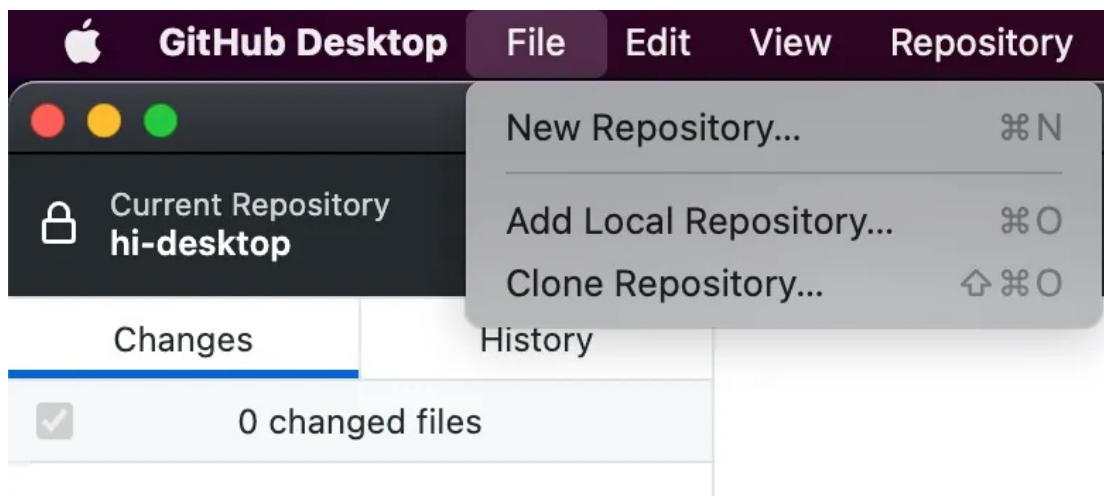 GitHub Desktop File Edit View Repository
New Repository... ⌘N
Current Repository
hi-desktop
Add Local Repository... ⌘O
Clone Repository... ⇧⌘O
Changes History
0 changed files